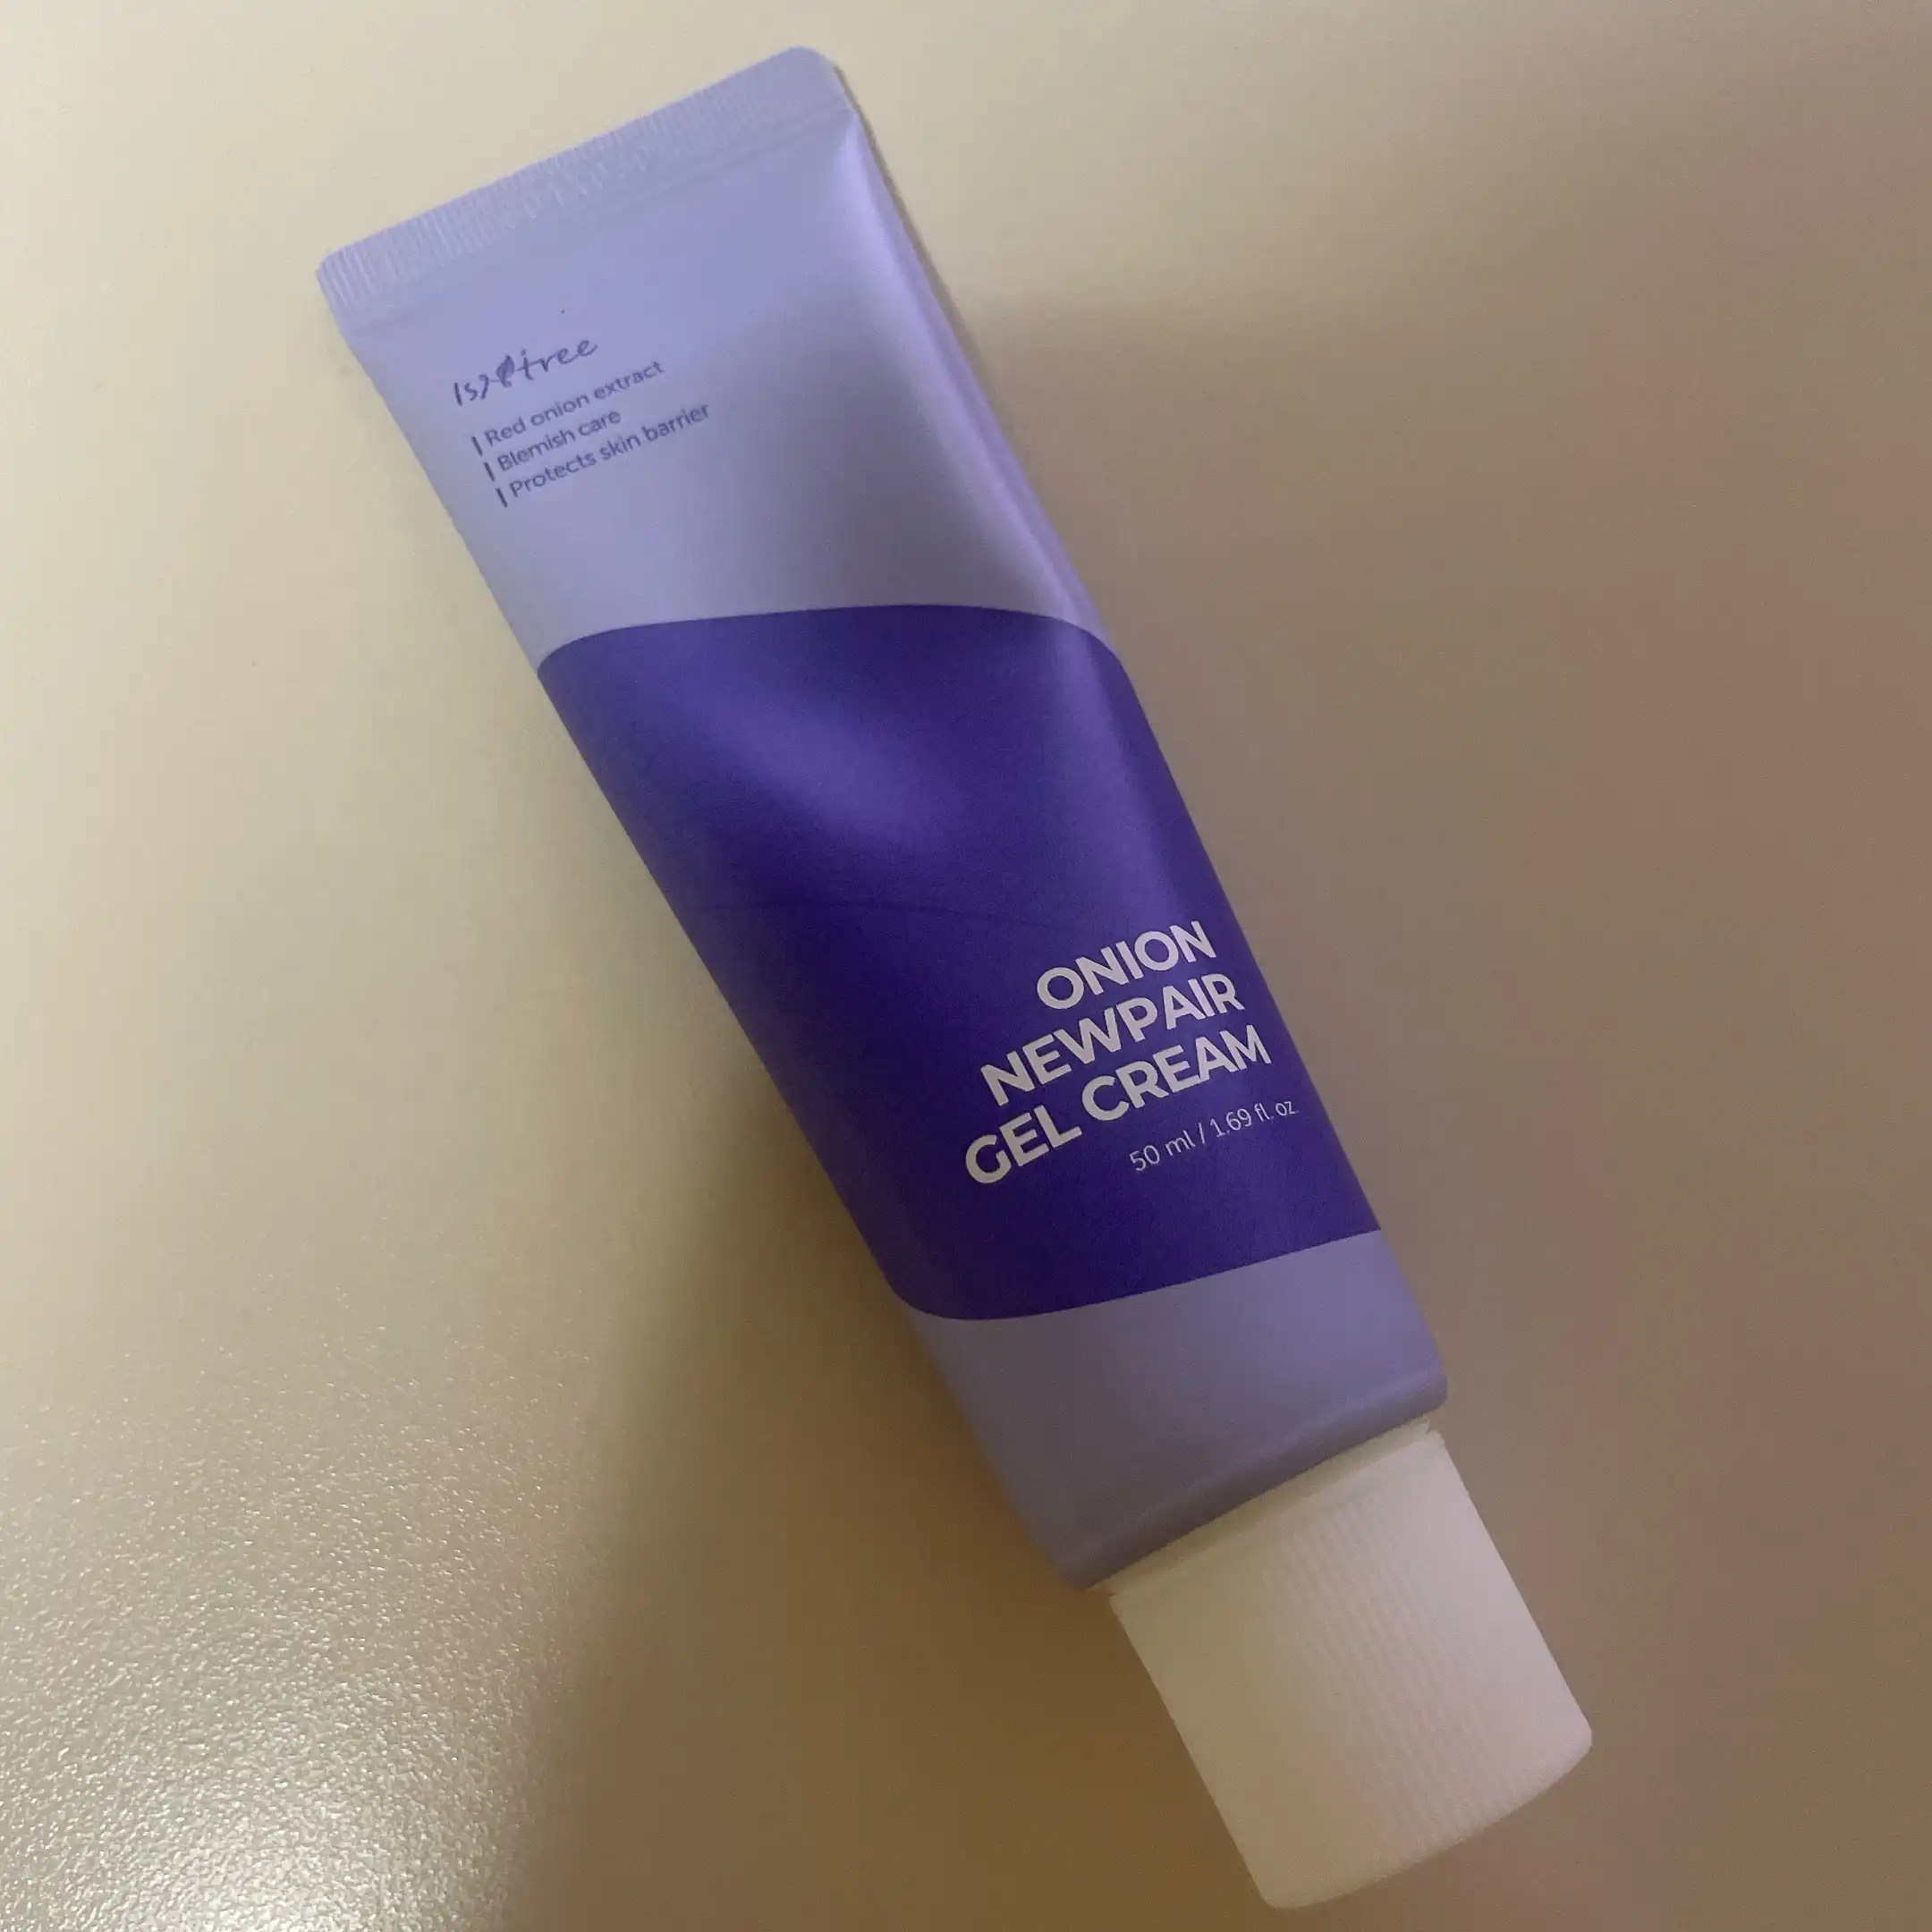 Isntree
Red onion extract
Blemish care
Protects skin barrier
ONION
NEWPAIR
GEL CREAM
50 ml / 1.69 fl. oz.